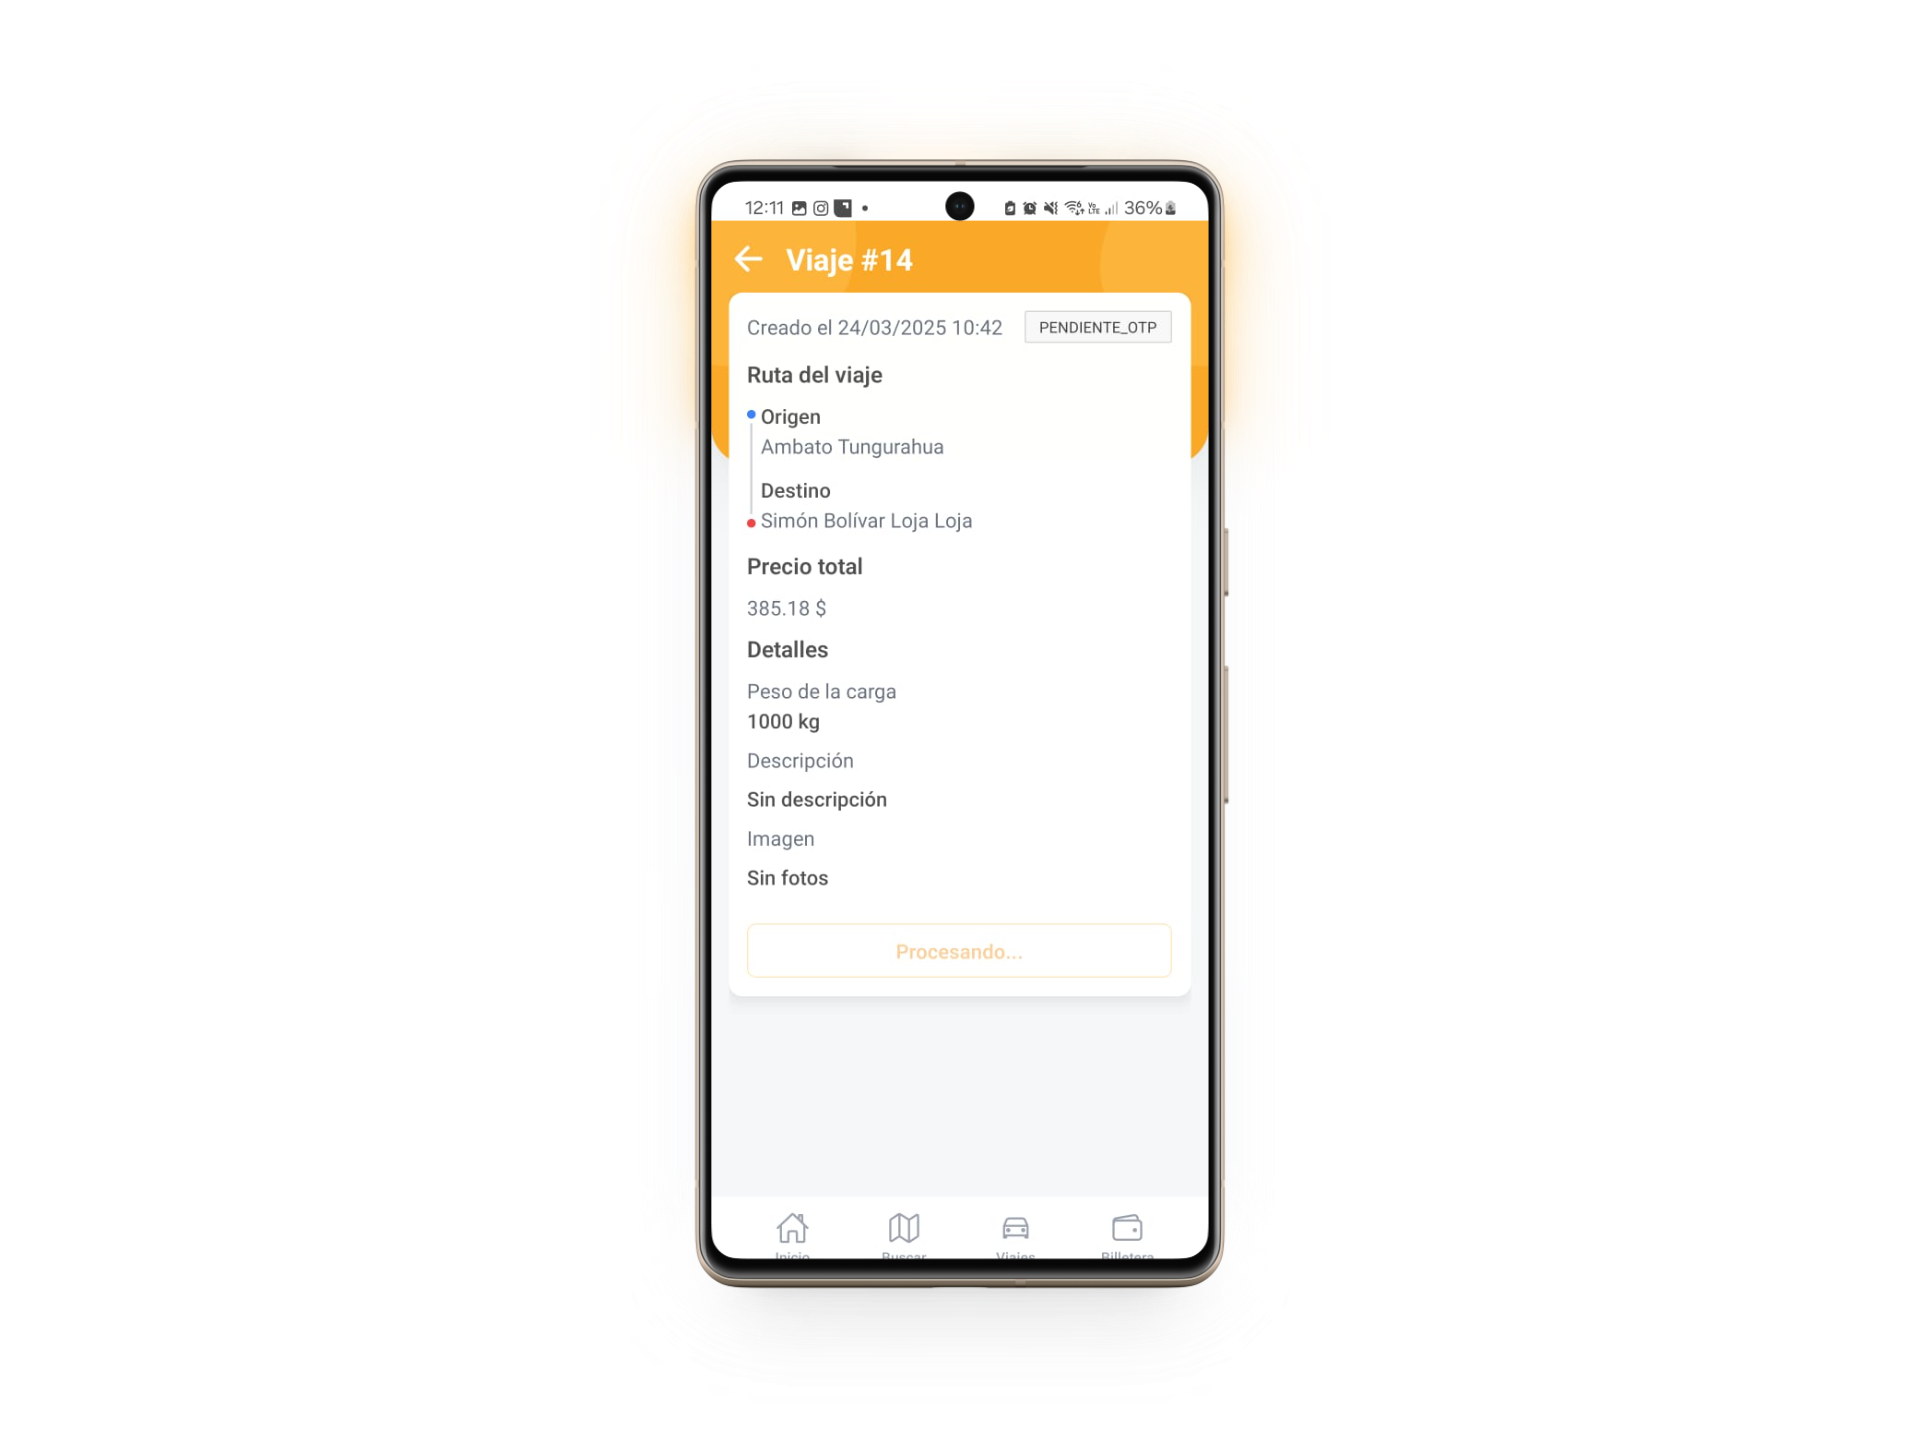 12:11 36%
Viaje #14
Creado el 24/03/2025 10:42 PENDIENTE_OTP
Ruta del viaje
Origen
Ambato Tungurahua
Destino
Simón Bolívar Loja Loja
Precio total
385.18 $
Detalles
Peso de la carga
1000 kg
Descripción
Sin descripción
Imagen
Sin fotos
Procesando...
Inicio Buscar Viajes Billetera